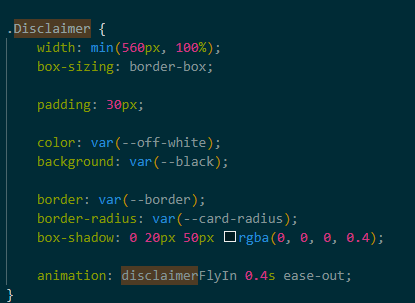 .Disclaimer {
width: min(560px, 100%);
box-sizing: border-box;
padding: 30px;
color: var(--off-white);
background: var(--black);
border: var(--border);
border-radius: var(--card-radius);
box-shadow: 0 20px 50px rgba(0, 0, 0, 0.4);
animation: disclaimerFlyIn 0.4s ease-out;
}